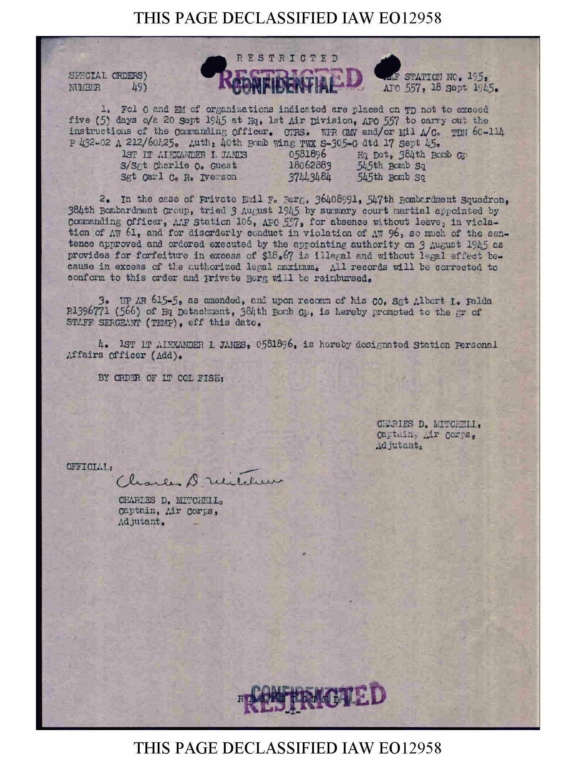 THIS PAGE DECLASSIFIED IAW EO12958
R E S T R I C T E D
RESTRICTED
CONFIDENTIAL
SPECIAL ORDERS) AAF STATION NO. 195,
NUMBER 49) APO 557, 18 Sept 1945.
1. Fol O and EM of organizations indicated are placed on TD not to exceed
five (5) days o/a 20 Sept 1945 at Hq, 1st Air Division, APO 557 to carry out the
instructions of the Commanding Officer. CTRS. WPR GMV and/or Mil A/C. TDN 60-114
P 432-02 A 212/60425. Auth: 40th Bomb Wing TWX S-305-G dtd 17 Sept 45.
1ST LT ALEXANDER L JANES 0581896 Hq Det, 384th Bomb Gp
S/Sgt Charlie O. Guest 18062883 545th Bomb Sq
Sgt Carl C. R. Iverson 37443484 545th Bomb Sq
2. In the case of Private Emil F. Berg, 36408991, 547th Bombardment Squadron,
384th Bombardment Group, tried 3 August 1945 by summary court martial appointed by
Commanding Officer, AAF Station 106, APO 557, for absence without leave, in viola-
tion of AW 61, and for disorderly conduct in violation of AW 96, so much of the sen-
tence approved and ordered executed by the appointing authority on 3 August 1945 as
provides for forfeiture in excess of $18.67 is illegal and without legal effect be-
cause in excess of the authorized legal maximum. All records will be corrected to
conform to this order and Private Berg will be reimbursed.
3. UP AR 615-5, as amended, and upon recomm of his CO, Sgt Albert L. Falda
R1396771 (566) of Hq Detachment, 384th Bomb Gp, is hereby promoted to the gr of
STAFF SERGEANT (TEMP), eff this date.
4. 1ST LT ALEXANDER L JANES, 0581896, is hereby designated Station Personal
Affairs Officer (Add).
BY ORDER OF LT COL FISH:
CHARLES D. MITCHELL,
Captain, Air Corps,
Adjutant.
OFFICIAL:
Charles D Mitchell
CHARLES D. MITCHELL,
Captain, Air Corps,
Adjutant.
CONFIDENTIAL
RESTRICTED
-1-
THIS PAGE DECLASSIFIED IAW EO12958